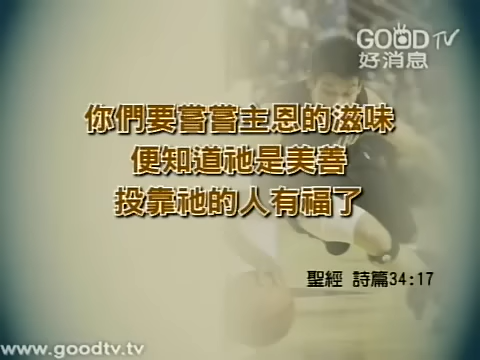 GOOD TV
好消息
你們要嘗嘗主恩的滋味
便知道祂是美善
投靠祂的人有福了
聖經 詩篇34:17
www.goodtv.tv